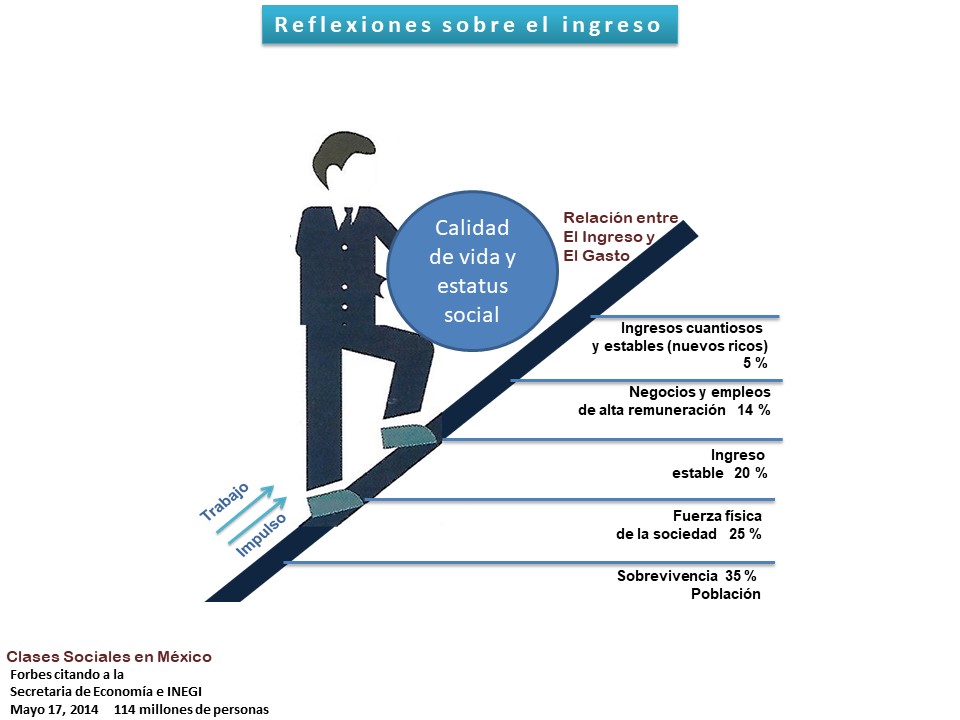 Reflexiones sobre el ingreso
Calidad
de vida y
estatus
social
Relación entre
El Ingreso y
El Gasto
Ingresos cuantiosos
y estables (nuevos ricos)
5 %
Negocios y empleos
de alta remuneración 14 %
Ingreso
estable 20 %
Fuerza física
de la sociedad 25 %
Sobrevivencia 35 %
Población
Trabajo
Impulso
Clases Sociales en México
Forbes citando a la
Secretaria de Economía e INEGI
Mayo 17, 2014 114 millones de personas